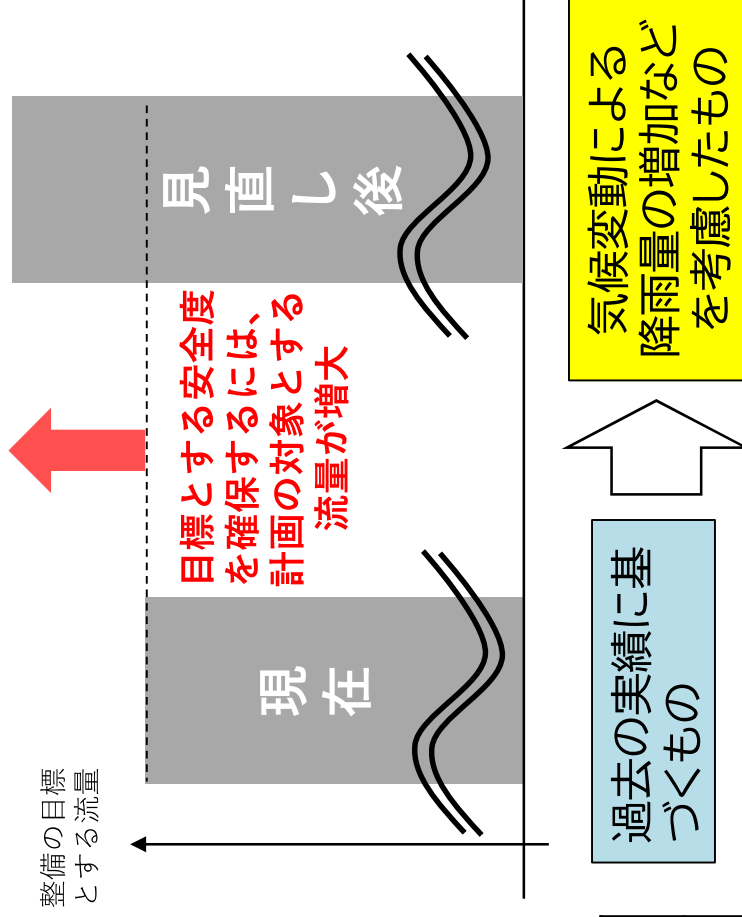 整備の目標
とする流量
現在
見直し後
目標とする安全度
を確保するには、
計画の対象とする
流量が増大
過去の実績に基
づくもの
気候変動による
降雨量の増加など
を考慮したもの